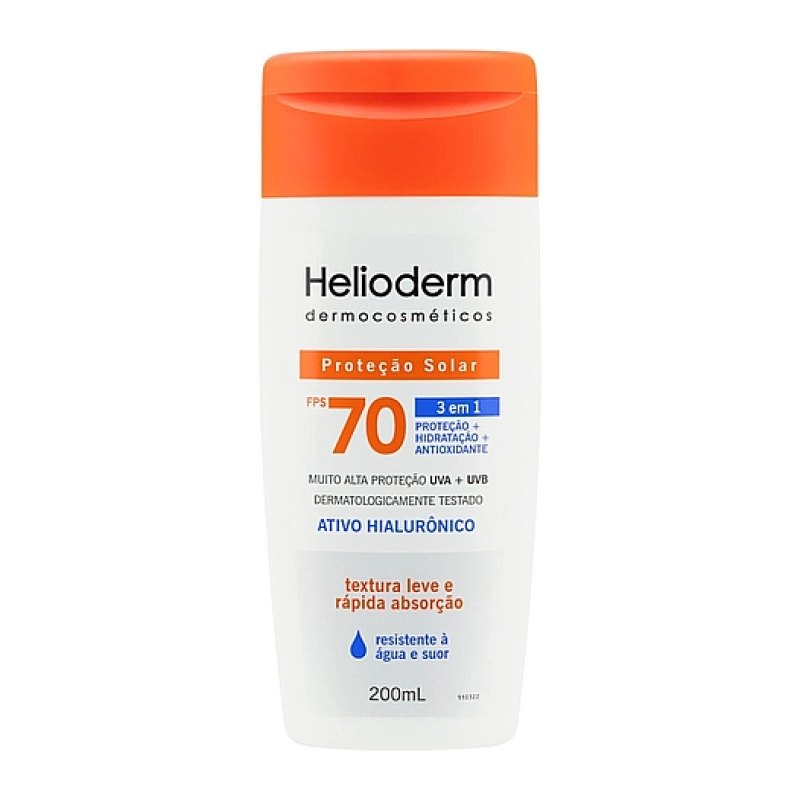 Helioderm
dermocosméticos
Proteção Solar
FPS 70
3 em 1
PROTEÇÃO +
HIDRATAÇÃO +
ANTIOXIDANTE
MUITO ALTA PROTEÇÃO UVA + UVB
DERMATOLOGICAMENTE TESTADO
ATIVO HIALURÔNICO
textura leve e
rápida absorção
resistente à
água e suor
200mL